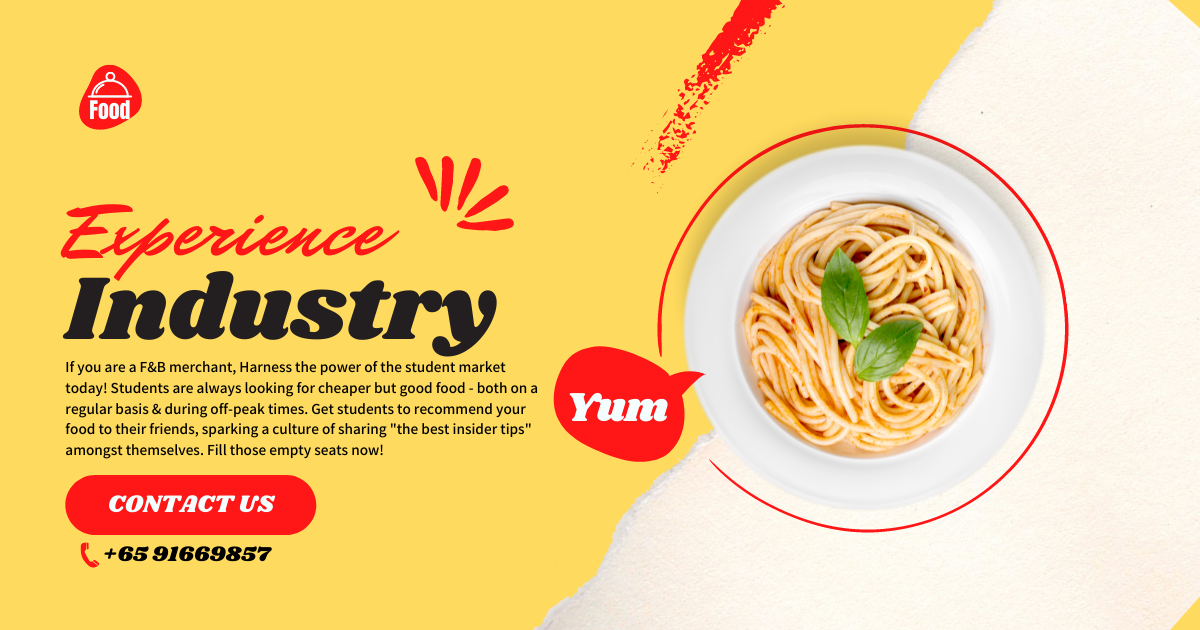 Food
Experience
Industry
If you are a F&B merchant, Harness the power of the student market
today! Students are always looking for cheaper but good food - both on a
regular basis & during off-peak times. Get students to recommend your
food to their friends, sparking a culture of sharing "the best insider tips"
amongst themselves. Fill those empty seats now!
Yum
CONTACT US
+65 91669857